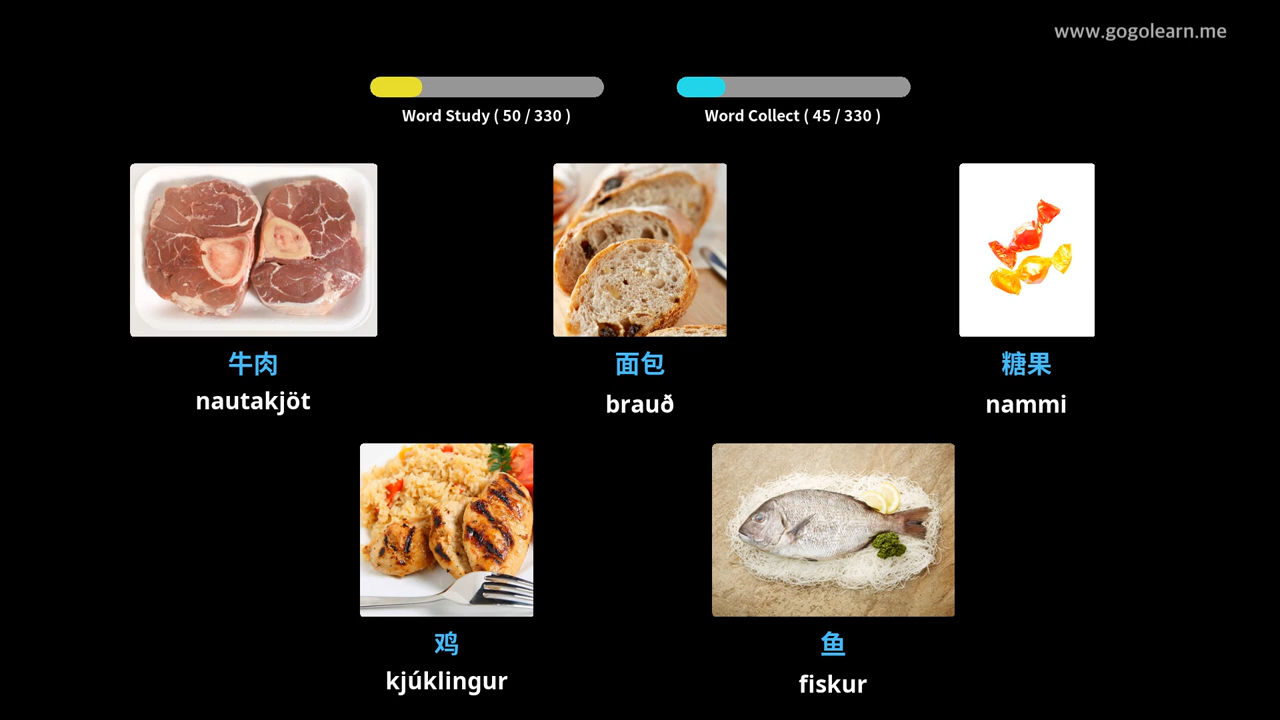 www.gogolearn.me
Word Study ( 50 / 330 )
Word Collect ( 45 / 330 )
牛肉
nautakjöt
面包
brauð
糖果
nammi
鸡
kjúklingur
鱼
fiskur